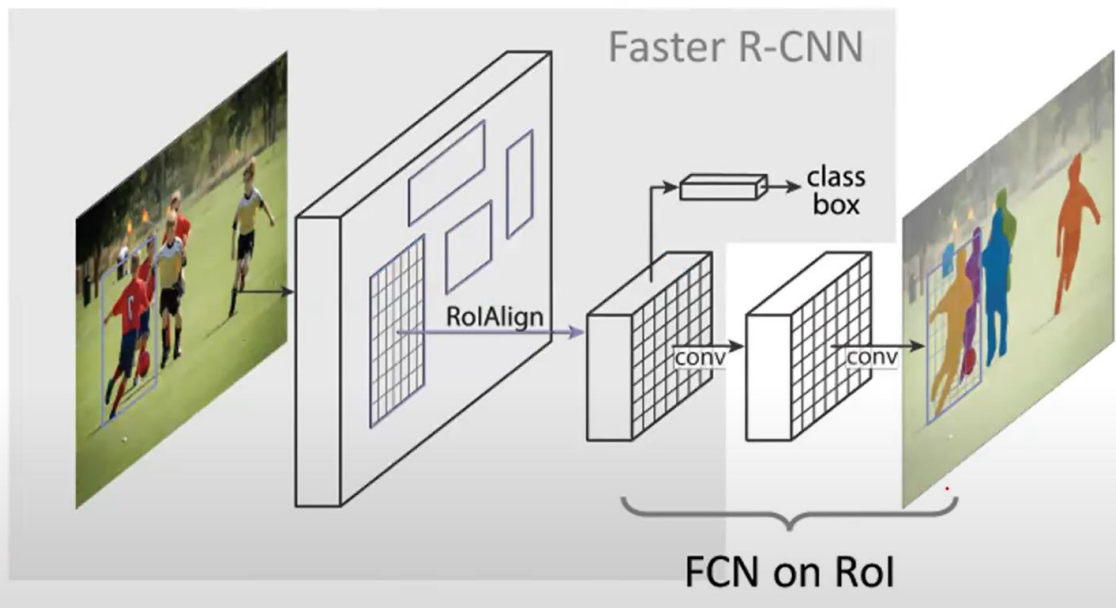 Faster R-CNN
class
box
RoIAlign
conv
conv
FCN on RoI